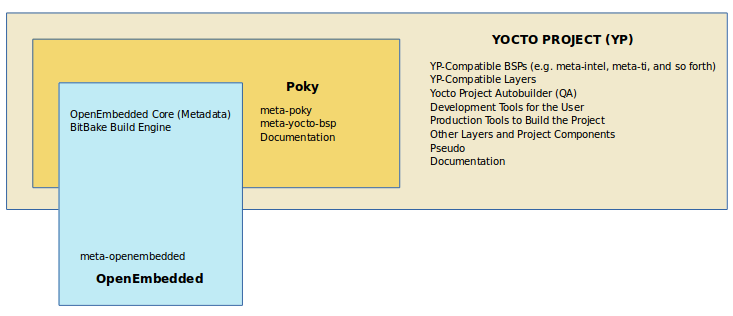 YOCTO PROJECT (YP)
YP-Compatible BSPs (e.g. meta-intel, meta-ti, and so forth)
YP-Compatible Layers
Yocto Project Autobuilder (QA)
Development Tools for the User
Production Tools to Build the Project
Other Layers and Project Components
Pseudo
Documentation
Poky
meta-poky
meta-yocto-bsp
Documentation
OpenEmbedded Core (Metadata)
BitBake Build Engine
meta-openembedded
OpenEmbedded